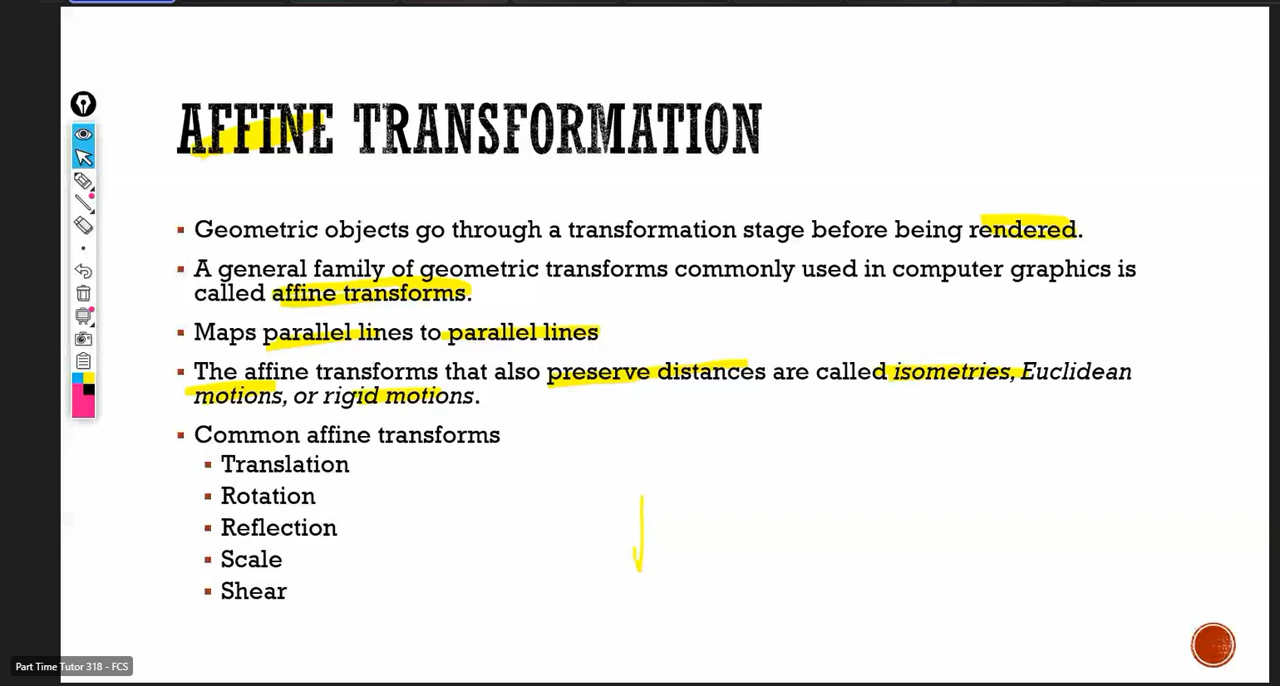 AFFINE TRANSFORMATION
▪ Geometric objects go through a transformation stage before being rendered.
▪ A general family of geometric transforms commonly used in computer graphics is
called affine transforms.
▪ Maps parallel lines to parallel lines
▪ The affine transforms that also preserve distances are called isometries, Euclidean
motions, or rigid motions.
▪ Common affine transforms
▪ Translation
▪ Rotation
▪ Reflection
▪ Scale
▪ Shear
Part Time Tutor 318 - FCS